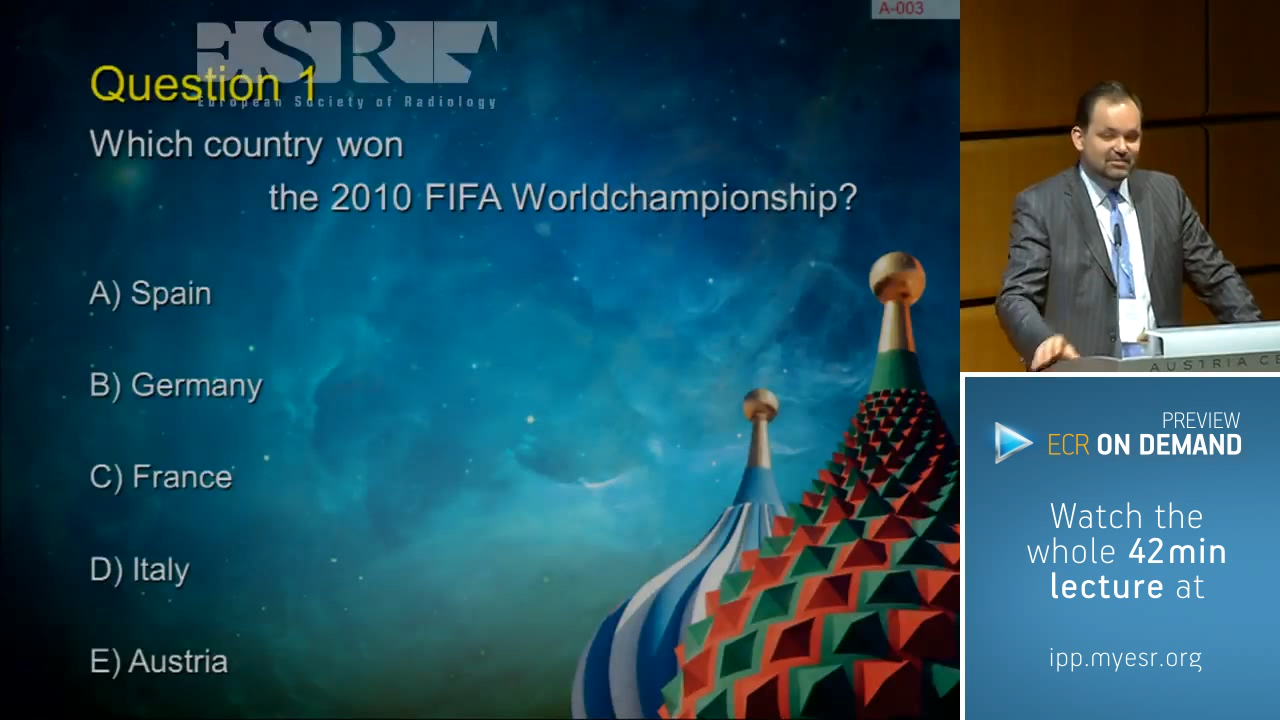 A-003
ESR
European Society of Radiology
Question 1
Which country won
the 2010 FIFA Worldchampionship?
A) Spain
B) Germany
C) France
D) Italy
E) Austria
AUSTRIA CE
PREVIEW
ECR ON DEMAND
Watch the
whole 42min
lecture at
ipp.myesr.org